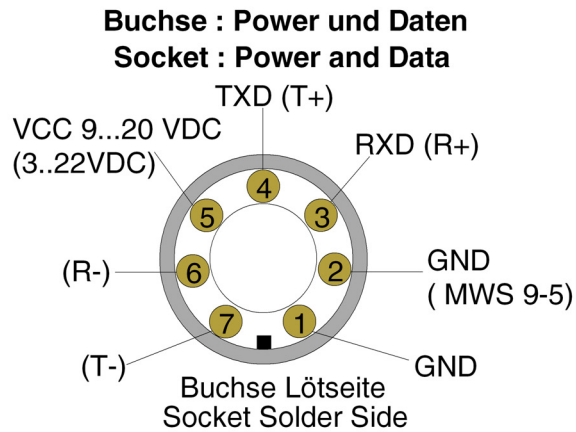 Buchse : Power und Daten
Socket : Power and Data
TXD (T+)
VCC 9...20 VDC
(3..22VDC)
RXD (R+)
4
5
3
(R-)
6
2
GND
( MWS 9-5)
7
1
(T-)
GND
Buchse Lötseite
Socket Solder Side